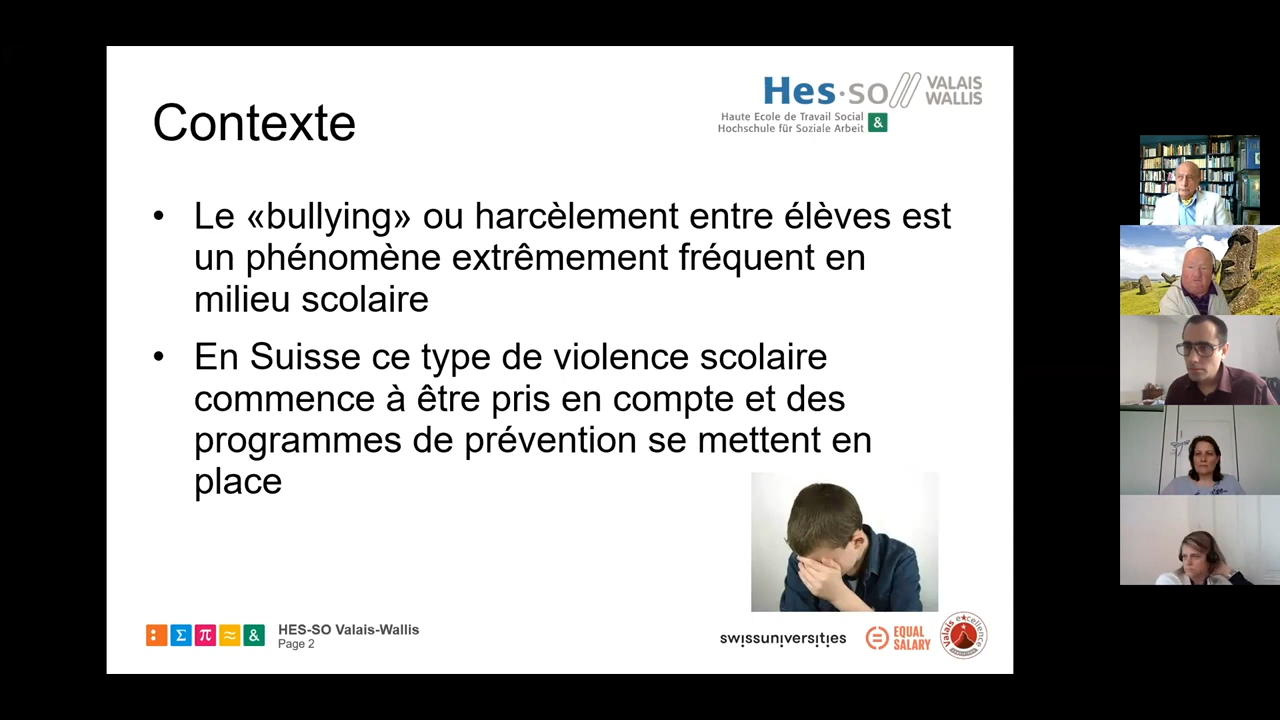 Contexte
Hes·so VALAIS
WALLIS
Haute Ecole de Travail Social
Hochschule für Soziale Arbeit &
• Le «bullying» ou harcèlement entre élèves est
un phénomène extrêmement fréquent en
milieu scolaire
• En Suisse ce type de violence scolaire
commence à être pris en compte et des
programmes de prévention se mettent en
place
: Σ π ≈ &
HES-SO Valais-Wallis
Page 2
swissuniversities
EQUAL
SALARY
Valais excellence